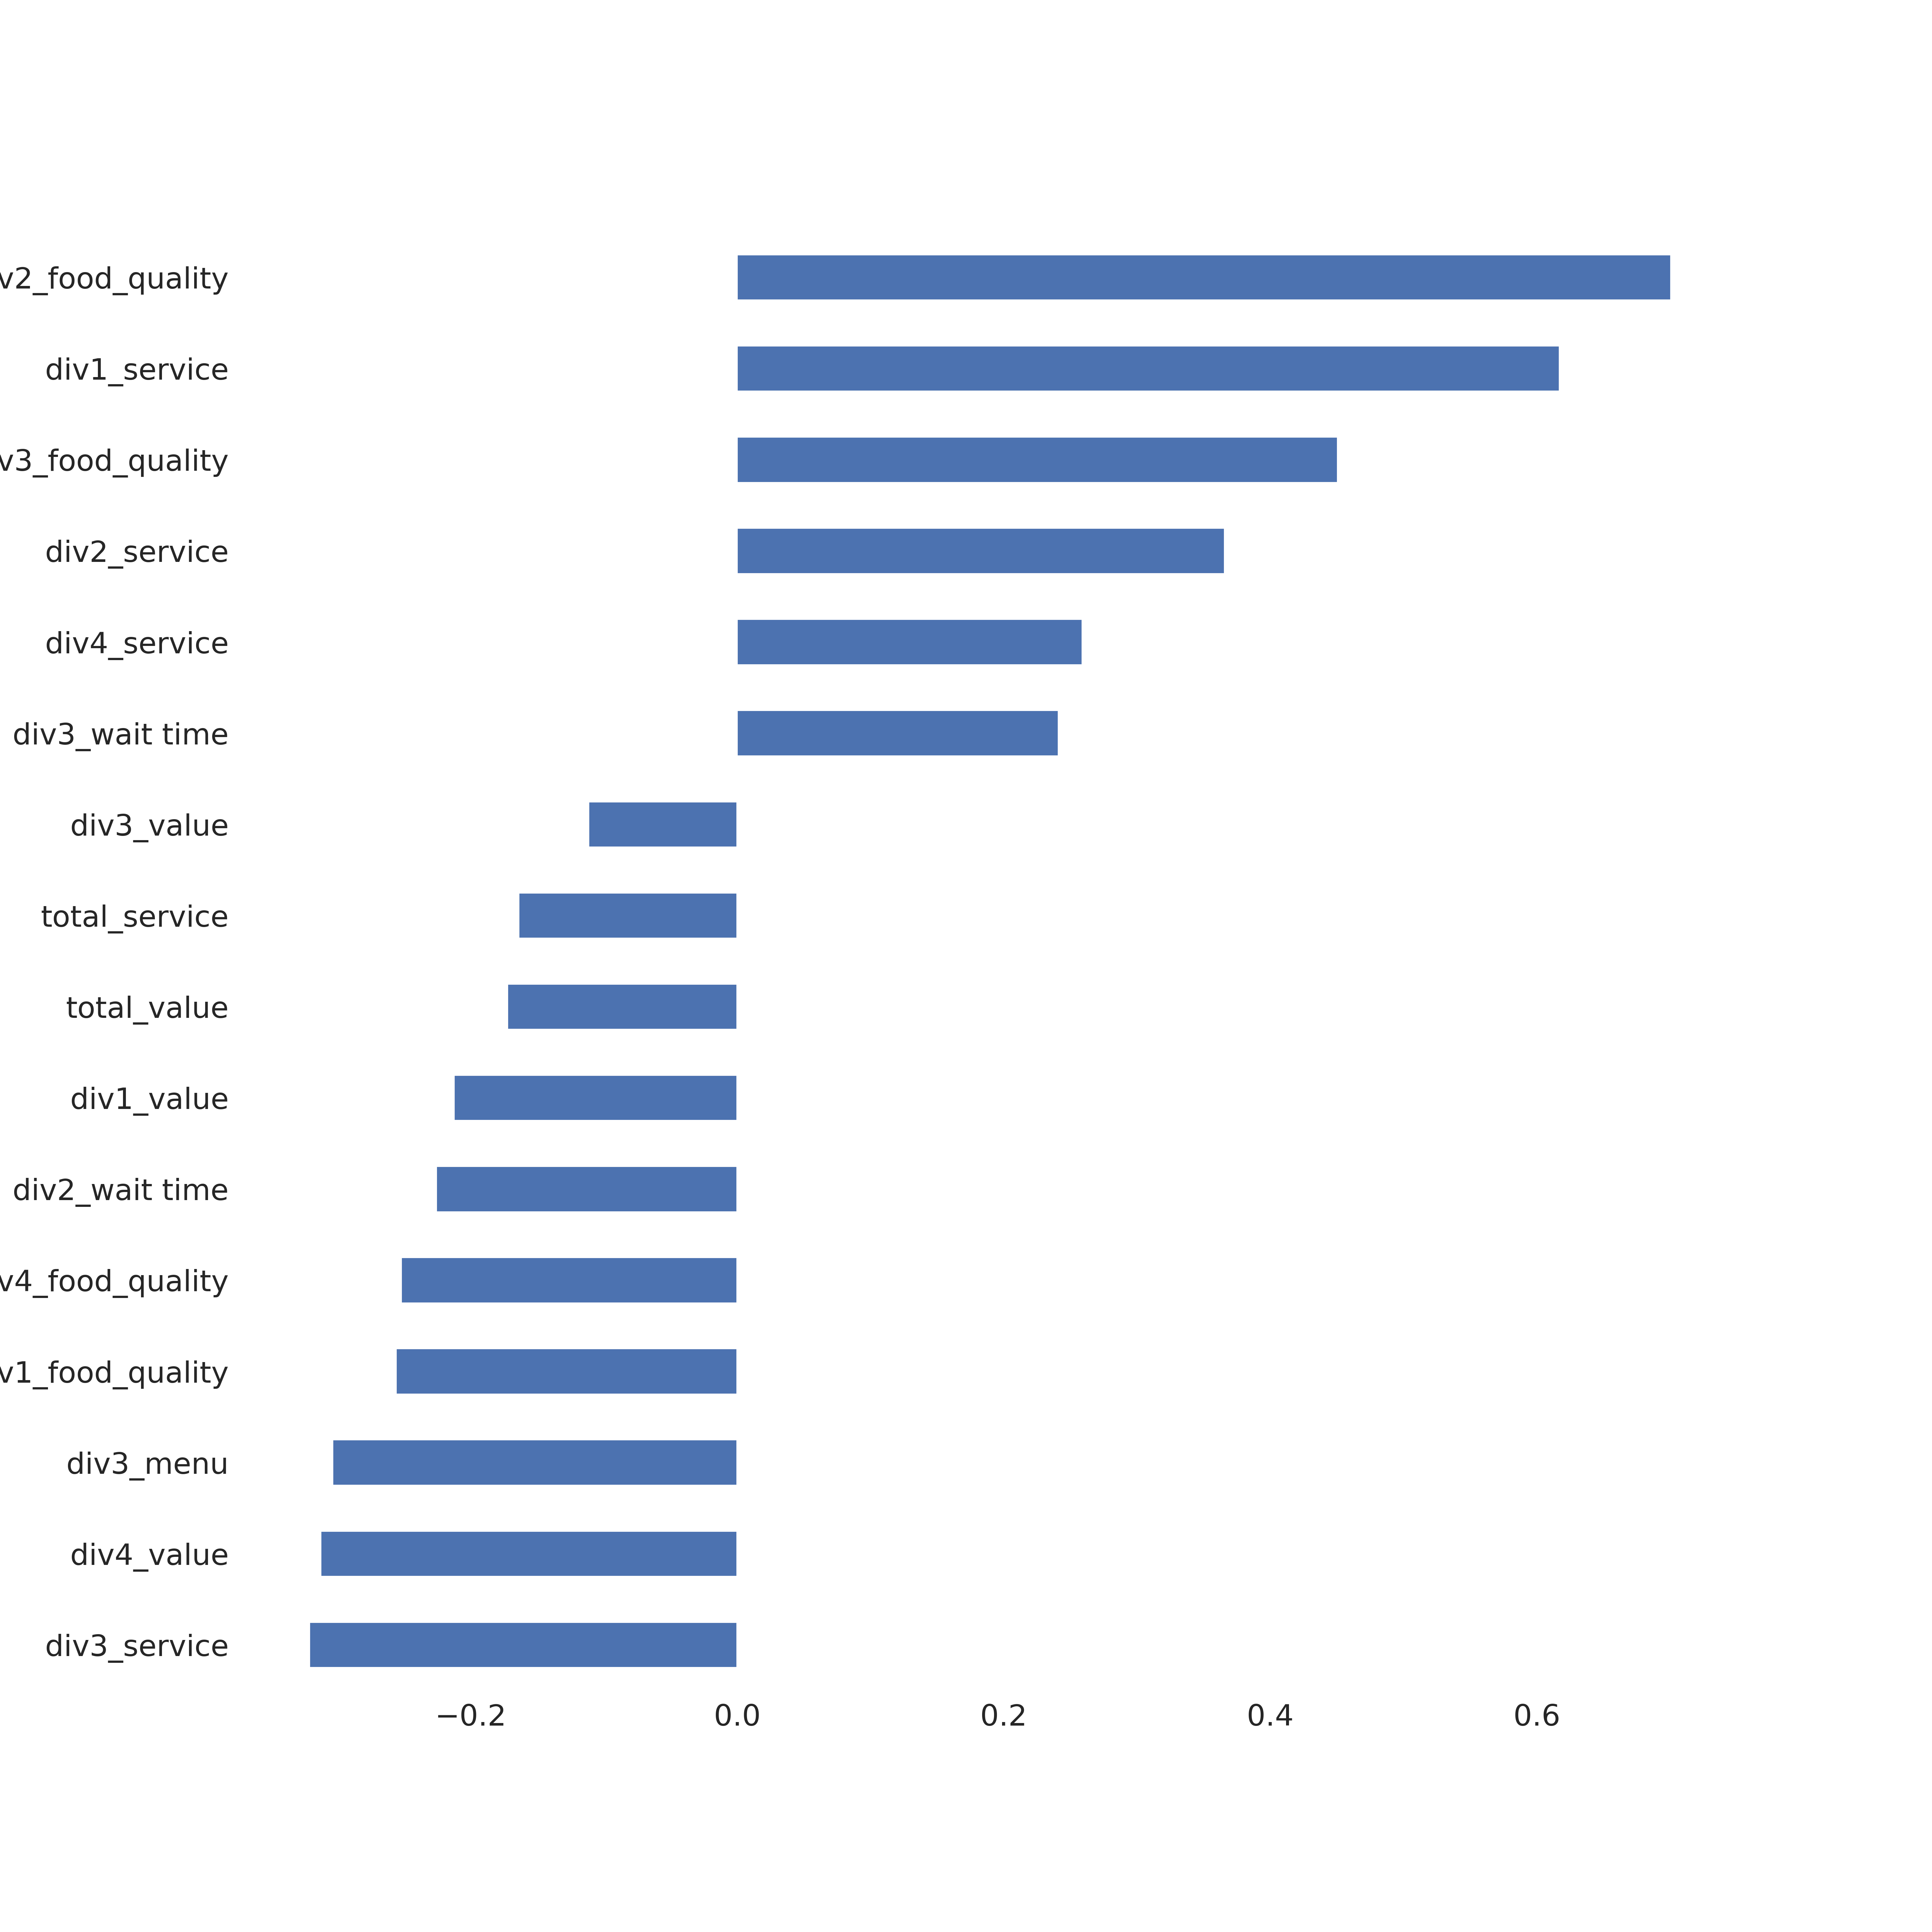 v2_food_quality
div1_service
v3_food_quality
div2_service
div4_service
div3_wait time
div3_value
total_service
total_value
div1_value
div2_wait time
v4_food_quality
v1_food_quality
div3_menu
div4_value
div3_service
−0.2 0.0 0.2 0.4 0.6